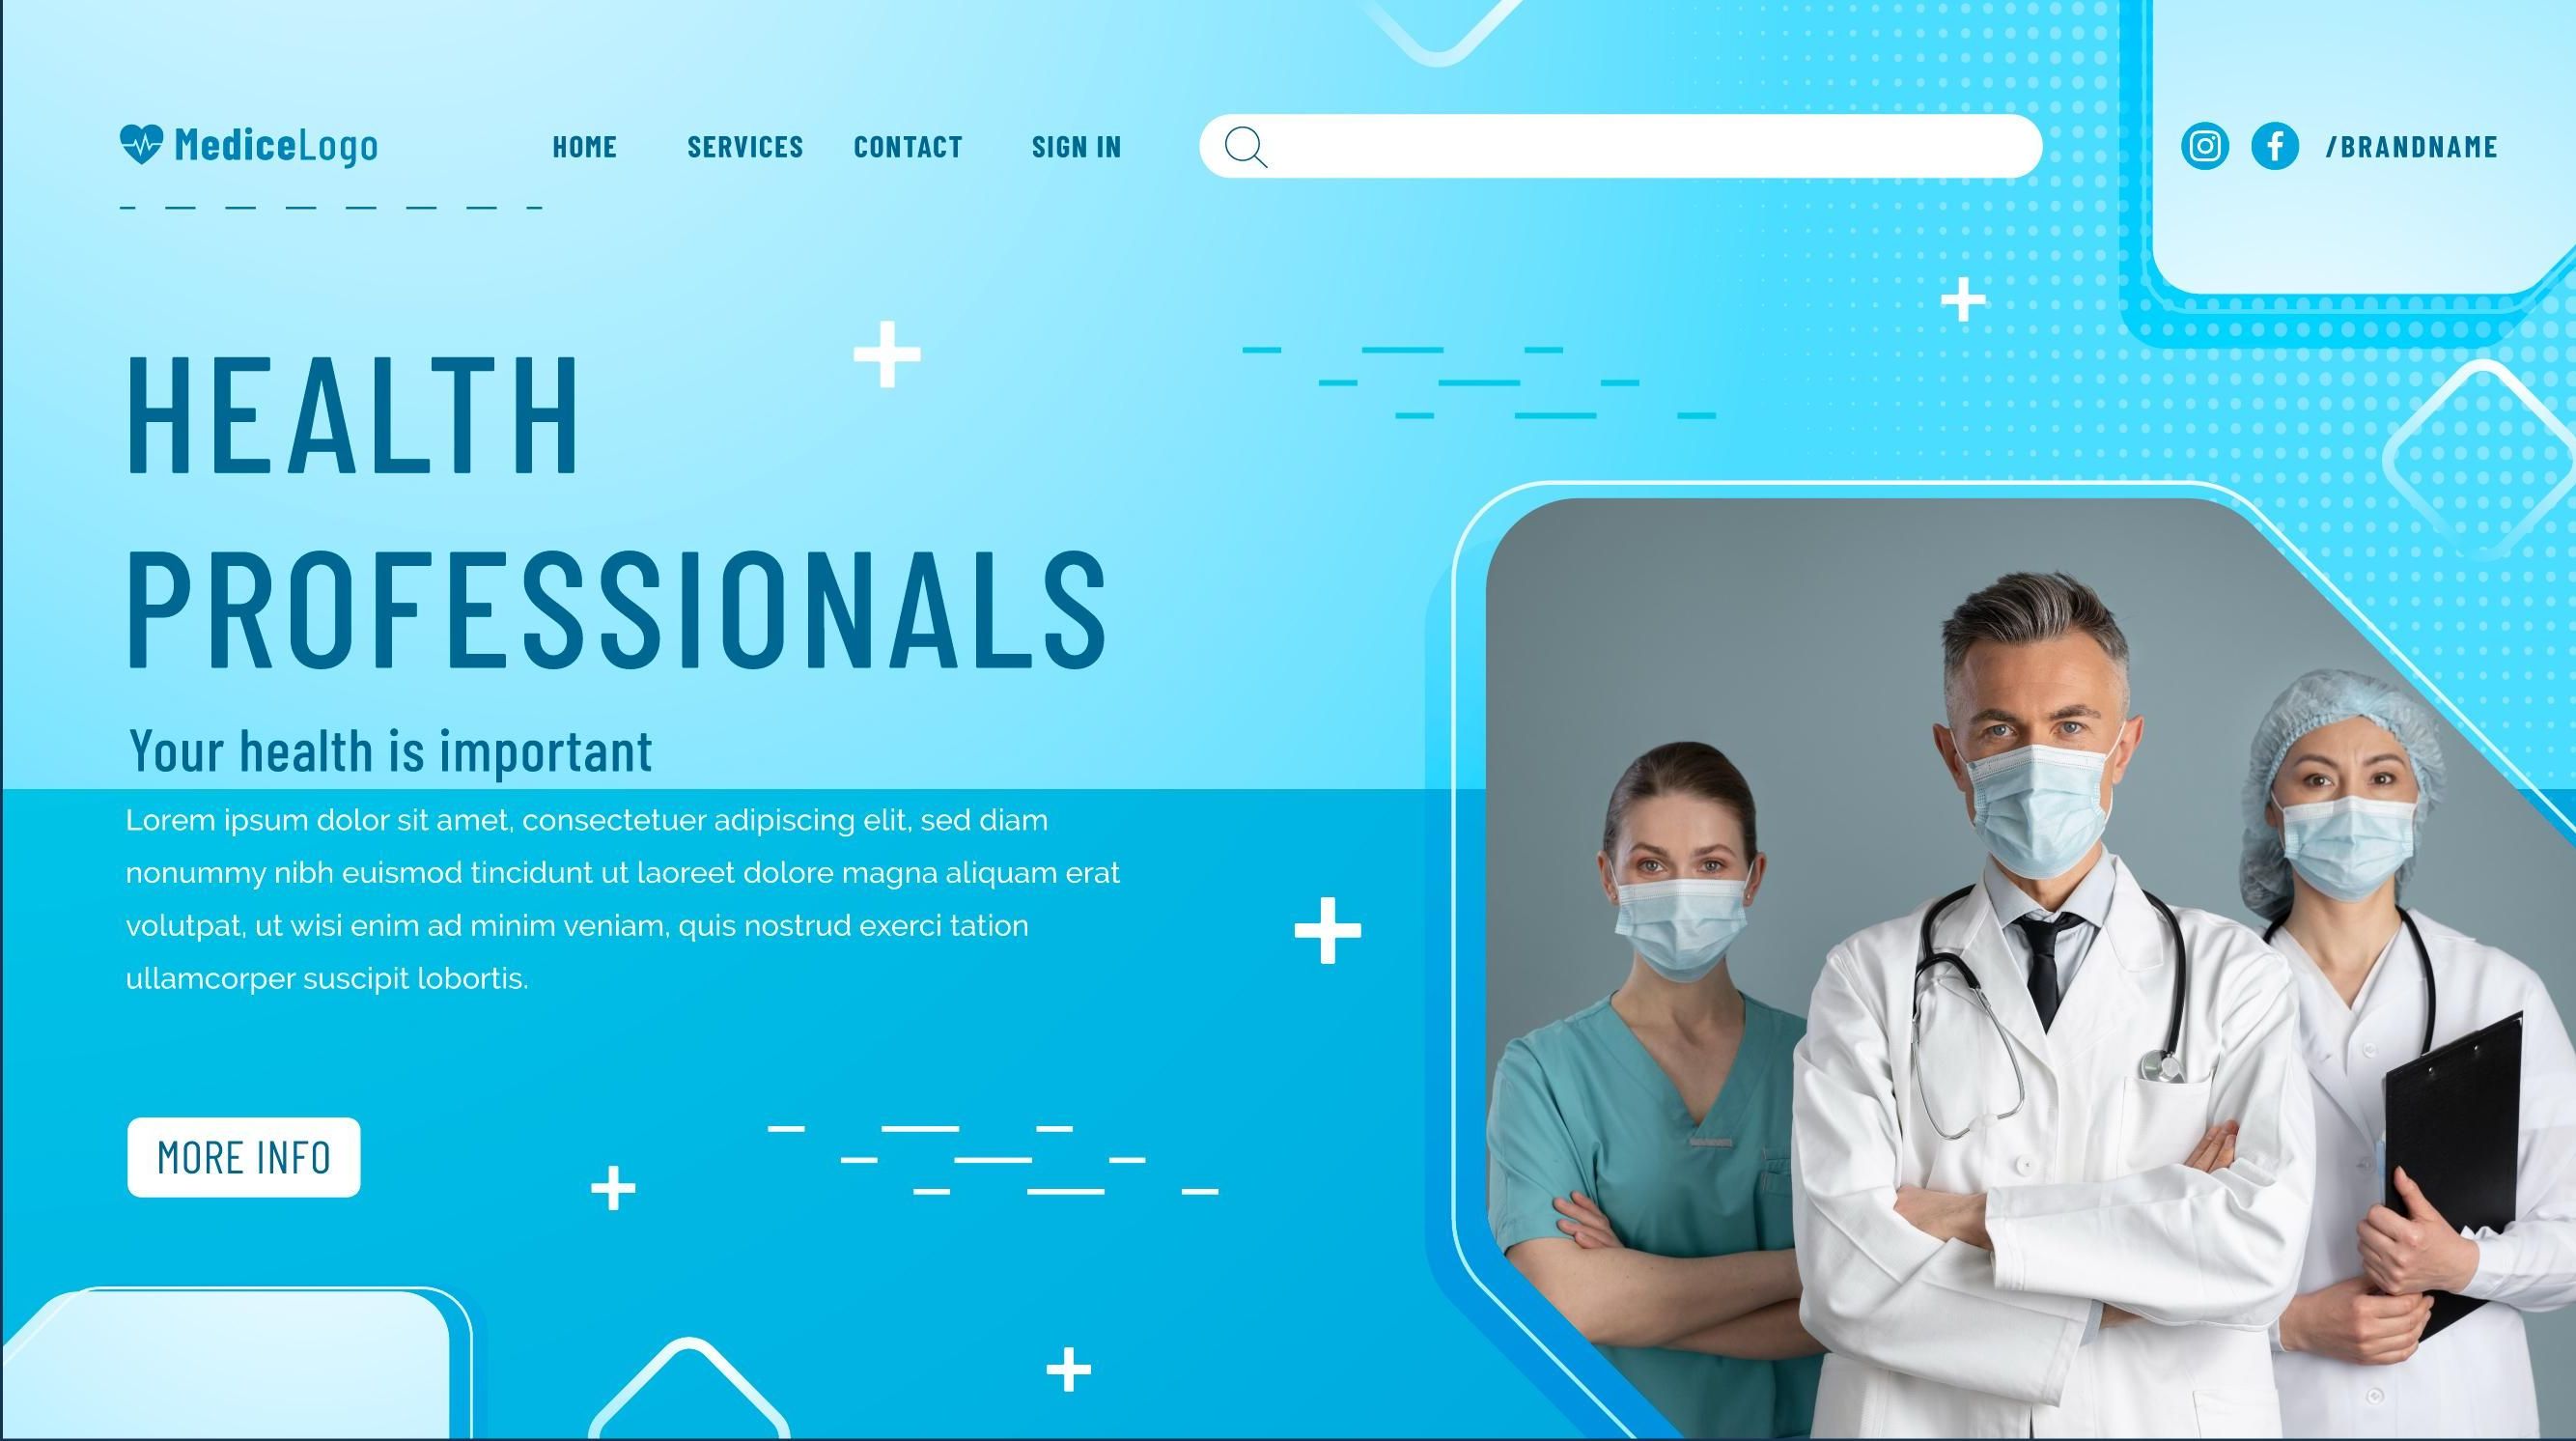 MediceLogo
HOME SERVICES CONTACT SIGN IN
/BRANDNAME
HEALTH
PROFESSIONALS
Your health is important
Lorem ipsum dolor sit amet, consectetuer adipiscing elit, sed diam
nonummy nibh euismod tincidunt ut laoreet dolore magna aliquam erat
volutpat, ut wisi enim ad minim veniam, quis nostrud exerci tation
ullamcorper suscipit lobortis.
MORE INFO